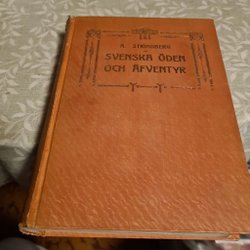 A. STRINDBERG
SVENSKA ÖDEN
OCH ÄFVENTYR